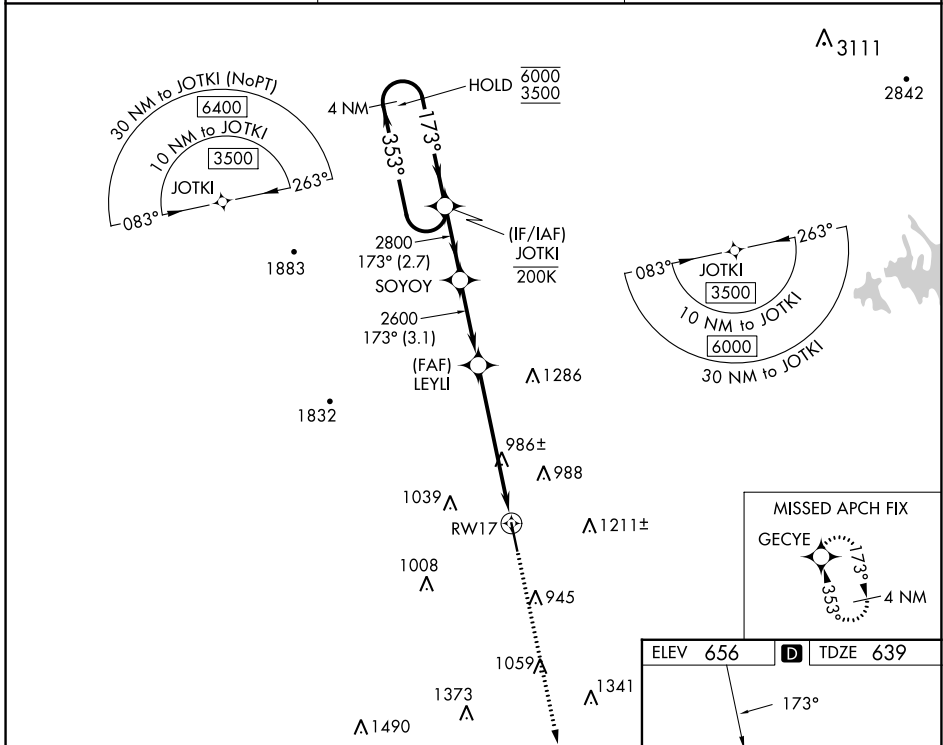 3111
2842
30 NM to JOTKI (NoPT)
6400
10 NM to JOTKI
3500
JOTKI
083°
263°
HOLD 6000
3500
4 NM
173°
353°
(IF/IAF)
JOTKI
200K
2800
173° (2.7)
SOYOY
1883
2600
173° (3.1)
(FAF)
LEYLI
083°
263°
JOTKI
3500
10 NM to JOTKI
6000
30 NM to JOTKI
1286
1832
986±
988
1039
RW17
1211±
1008
945
1059
1373
1341
1490
MISSED APCH FIX
GECYE
173°
353°
4 NM
ELEV 656 D TDZE 639
173°